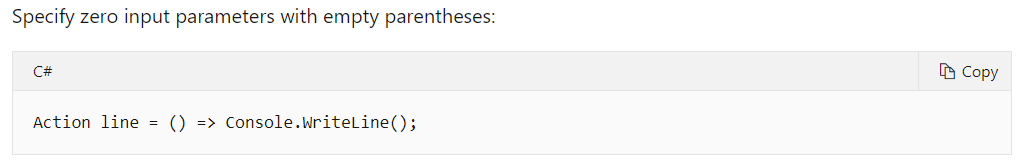 Specify zero input parameters with empty parentheses:
C#
Copy
Action line = () => Console.WriteLine();